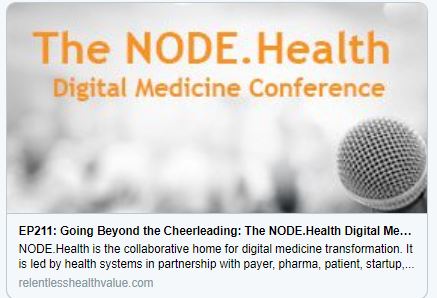 The NODE.Health
Digital Medicine Conference
EP211: Going Beyond the Cheerleading: The NODE.Health Digital Me...
NODE.Health is the collaborative home for digital medicine transformation. It
is led by health systems in partnership with payer, pharma, patient, startup,...
relentlesshealthvalue.com